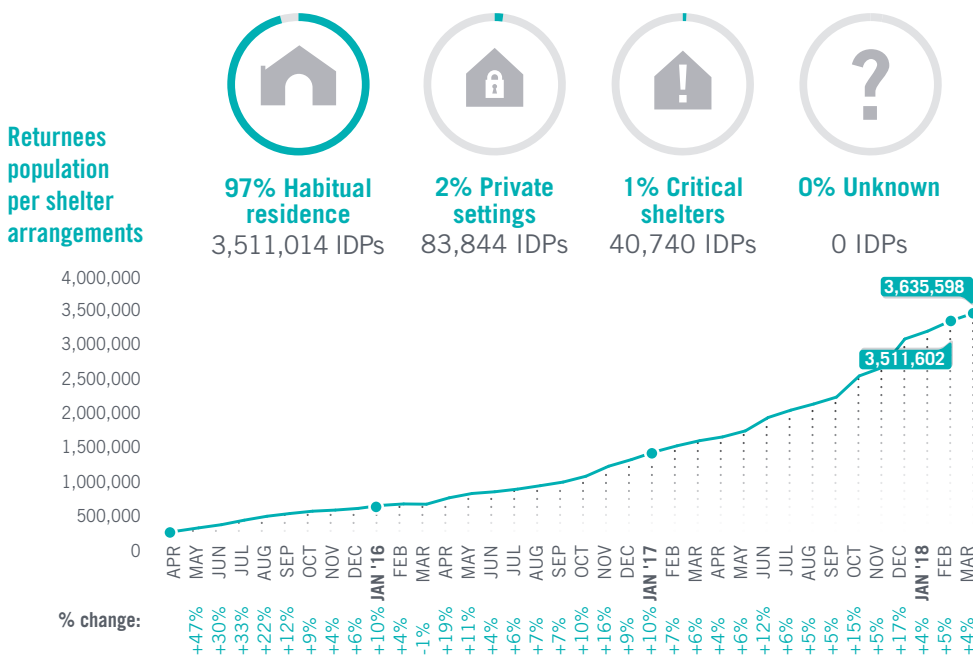 Returnees
population
per shelter
arrangements
97% Habitual
residence
3,511,014 IDPs
2% Private
settings
83,844 IDPs
1% Critical
shelters
40,740 IDPs
0% Unknown
0 IDPs
4,000,000
3,500,000
3,000,000
2,500,000
2,000,000
1,500,000
1,000,000
500,000
0
3,635,598
3,511,602
APR MAY JUN JUL AUG SEP OCT NOV DEC JAN '16 FEB MAR APR MAY JUN JUL AUG SEP OCT NOV DEC JAN '17 FEB MAR APR MAY JUN JUL AUG SEP OCT NOV DEC JAN '18 FEB MAR
% change: +47% +30% +33% +22% +12% +9% +4% +6% +10% +4% -1% +19% +11% +4% +6% +7% +7% +10% +16% +9% +10% +7% +6% +4% +6% +12% +6% +5% +5% +15% +5% +17% +4% +5% +4%